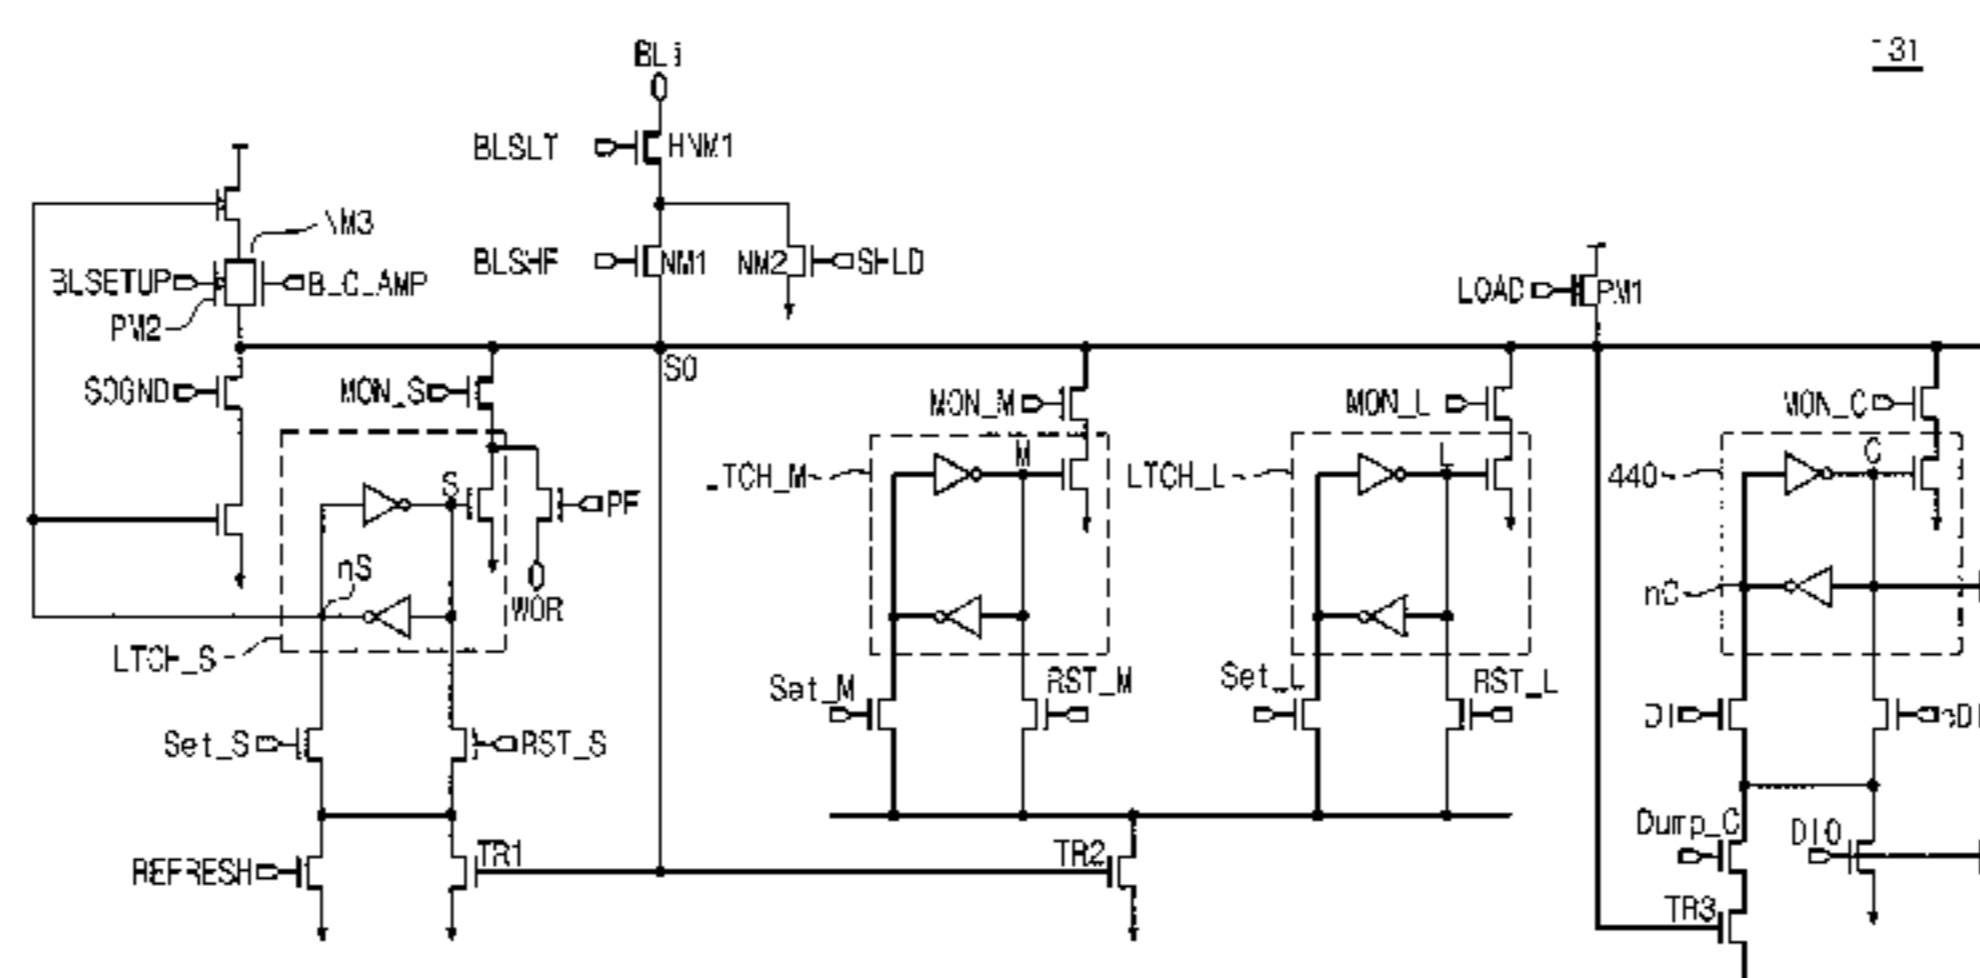 BLi
131
BLSLT
HNM1
NM3
BLSHF
NM1
NM2
SHLD
BLSETUP
PM2
LOAD
PM1
SO
SOGND
MON_S
MON_M
MON_L
MON_C
S
PF
nS
WOR
LTCH_S
LTCH_M
M
LTCH_L
L
440
C
nC
Set_M
RST_M
Set_L
RST_L
DI
nDI
Set_S
RST_S
Dump_C
DIO
REFRESH
TR1
TR2
TR3